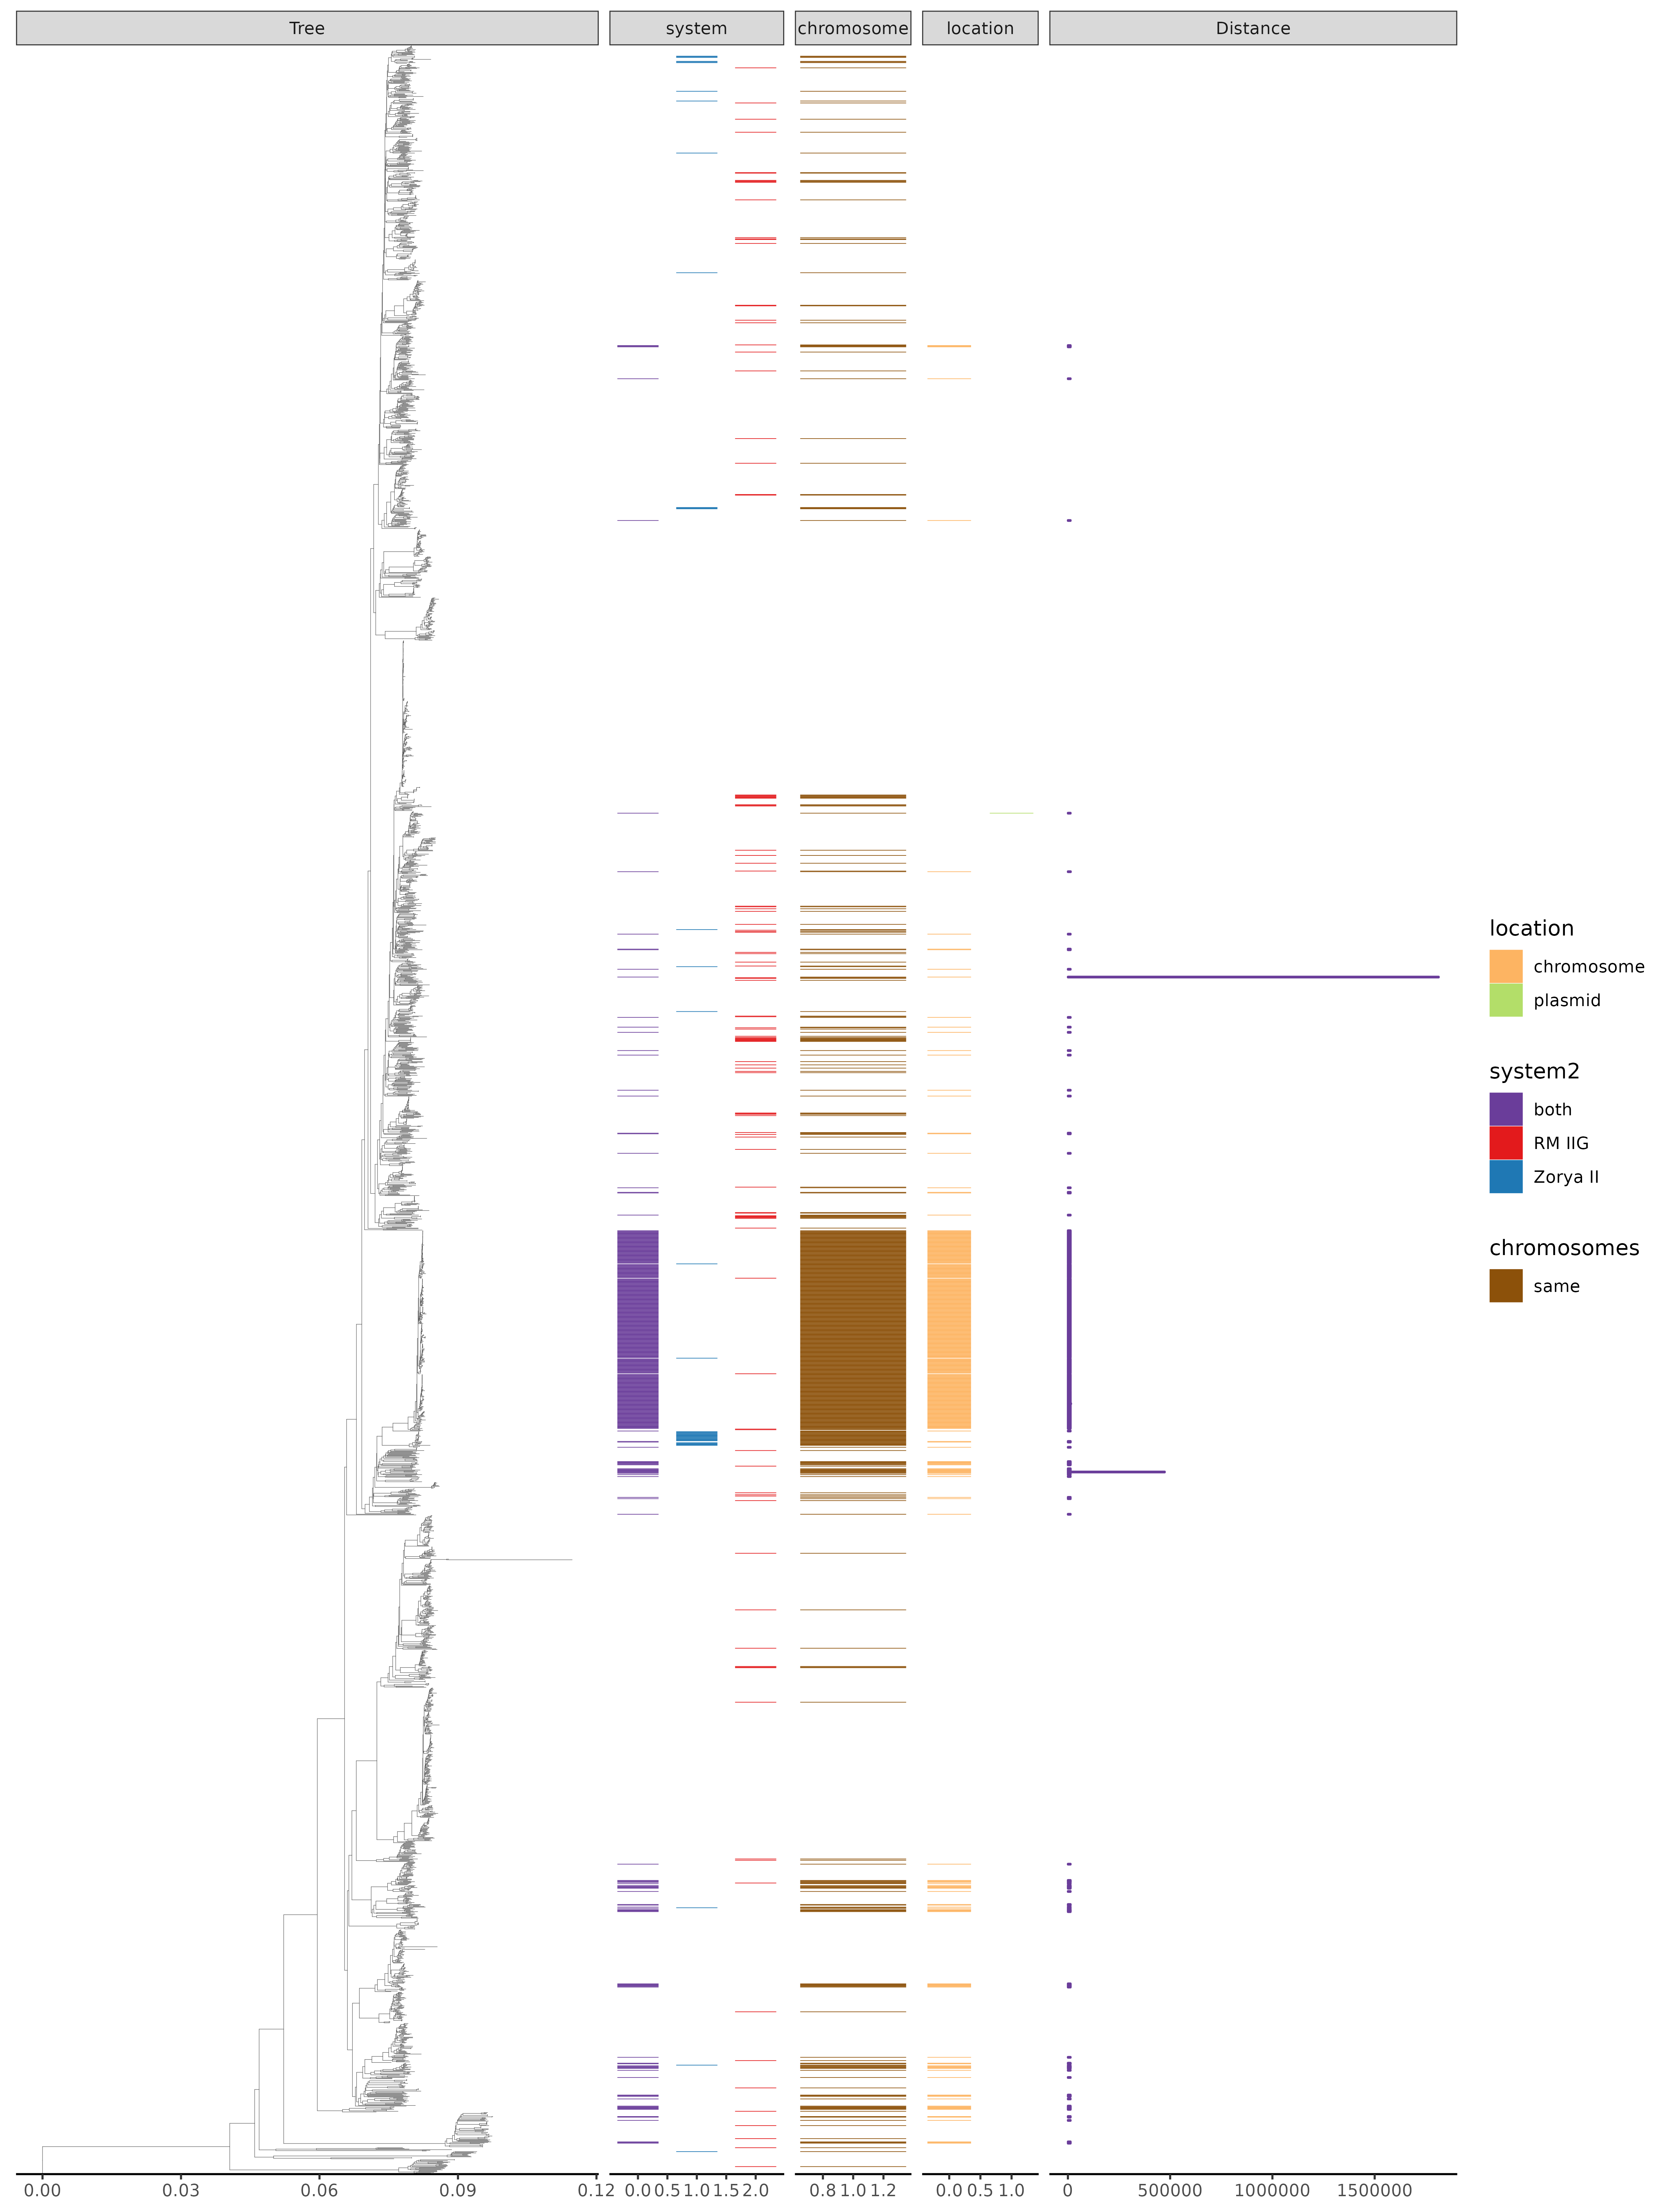 Tree system chromosome location Distance
location
chromosome
plasmid
system2
both
RM IIG
Zorya II
chromosomes
same
0.00 0.03 0.06 0.09 0.12 0.0 0.5 1.0 1.5 2.0 0.8 1.0 1.2 0.0 0.5 1.0 0 500000 1000000 1500000